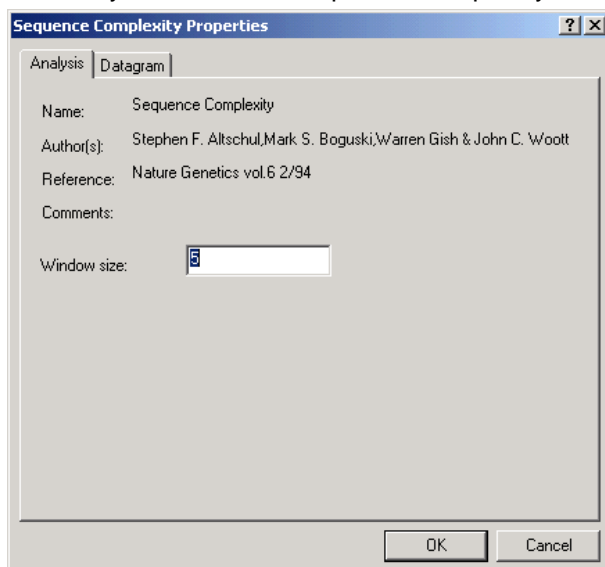 Sequence Complexity Properties
Analysis Datagram
Name: Sequence Complexity
Author(s): Stephen F. Altschul,Mark S. Boguski,Warren Gish & John C. Woott
Reference: Nature Genetics vol.6 2/94
Comments:
Window size: 5
OK Cancel